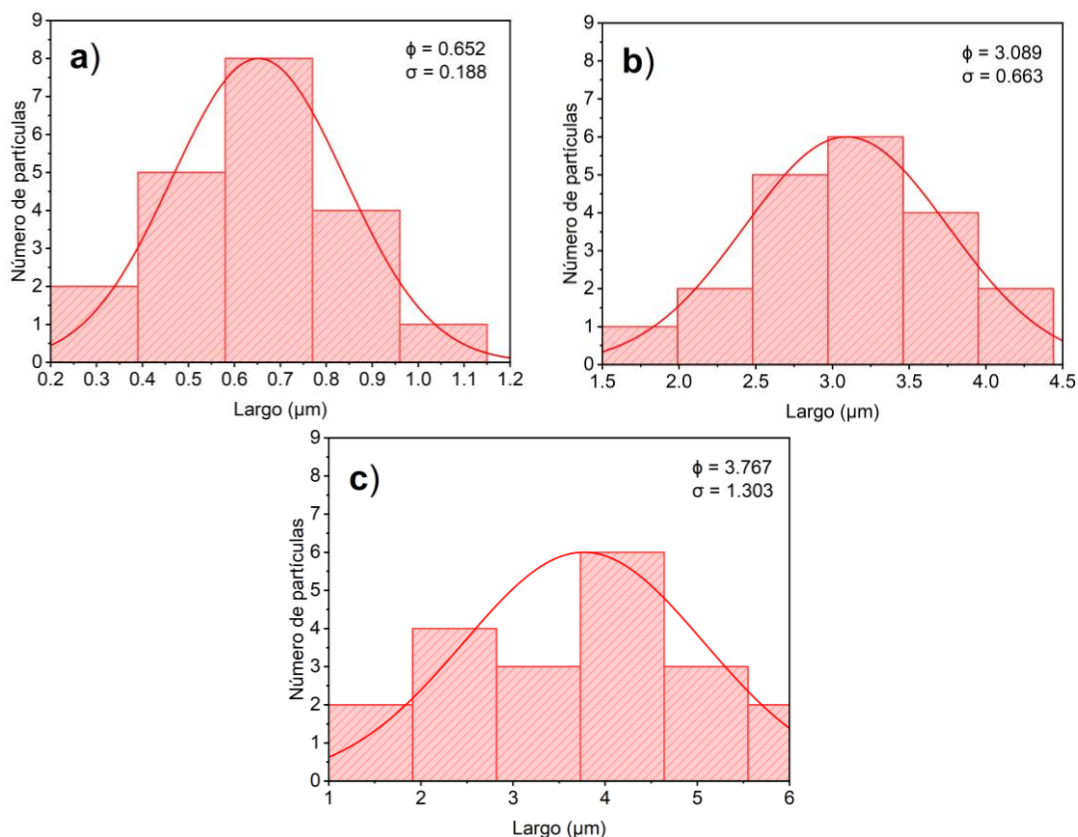 a)
ϕ = 0.652
σ = 0.188
Número de partículas
9
8
7
6
5
4
3
2
1
0
0.2 0.3 0.4 0.5 0.6 0.7 0.8 0.9 1.0 1.1 1.2
Largo (µm)
b)
ϕ = 3.089
σ = 0.663
Número de partículas
9
8
7
6
5
4
3
2
1
0
1.5 2.0 2.5 3.0 3.5 4.0 4.5
Largo (µm)
c)
ϕ = 3.767
σ = 1.303
Número de partículas
9
8
7
6
5
4
3
2
1
0
1 2 3 4 5 6
Largo (µm)